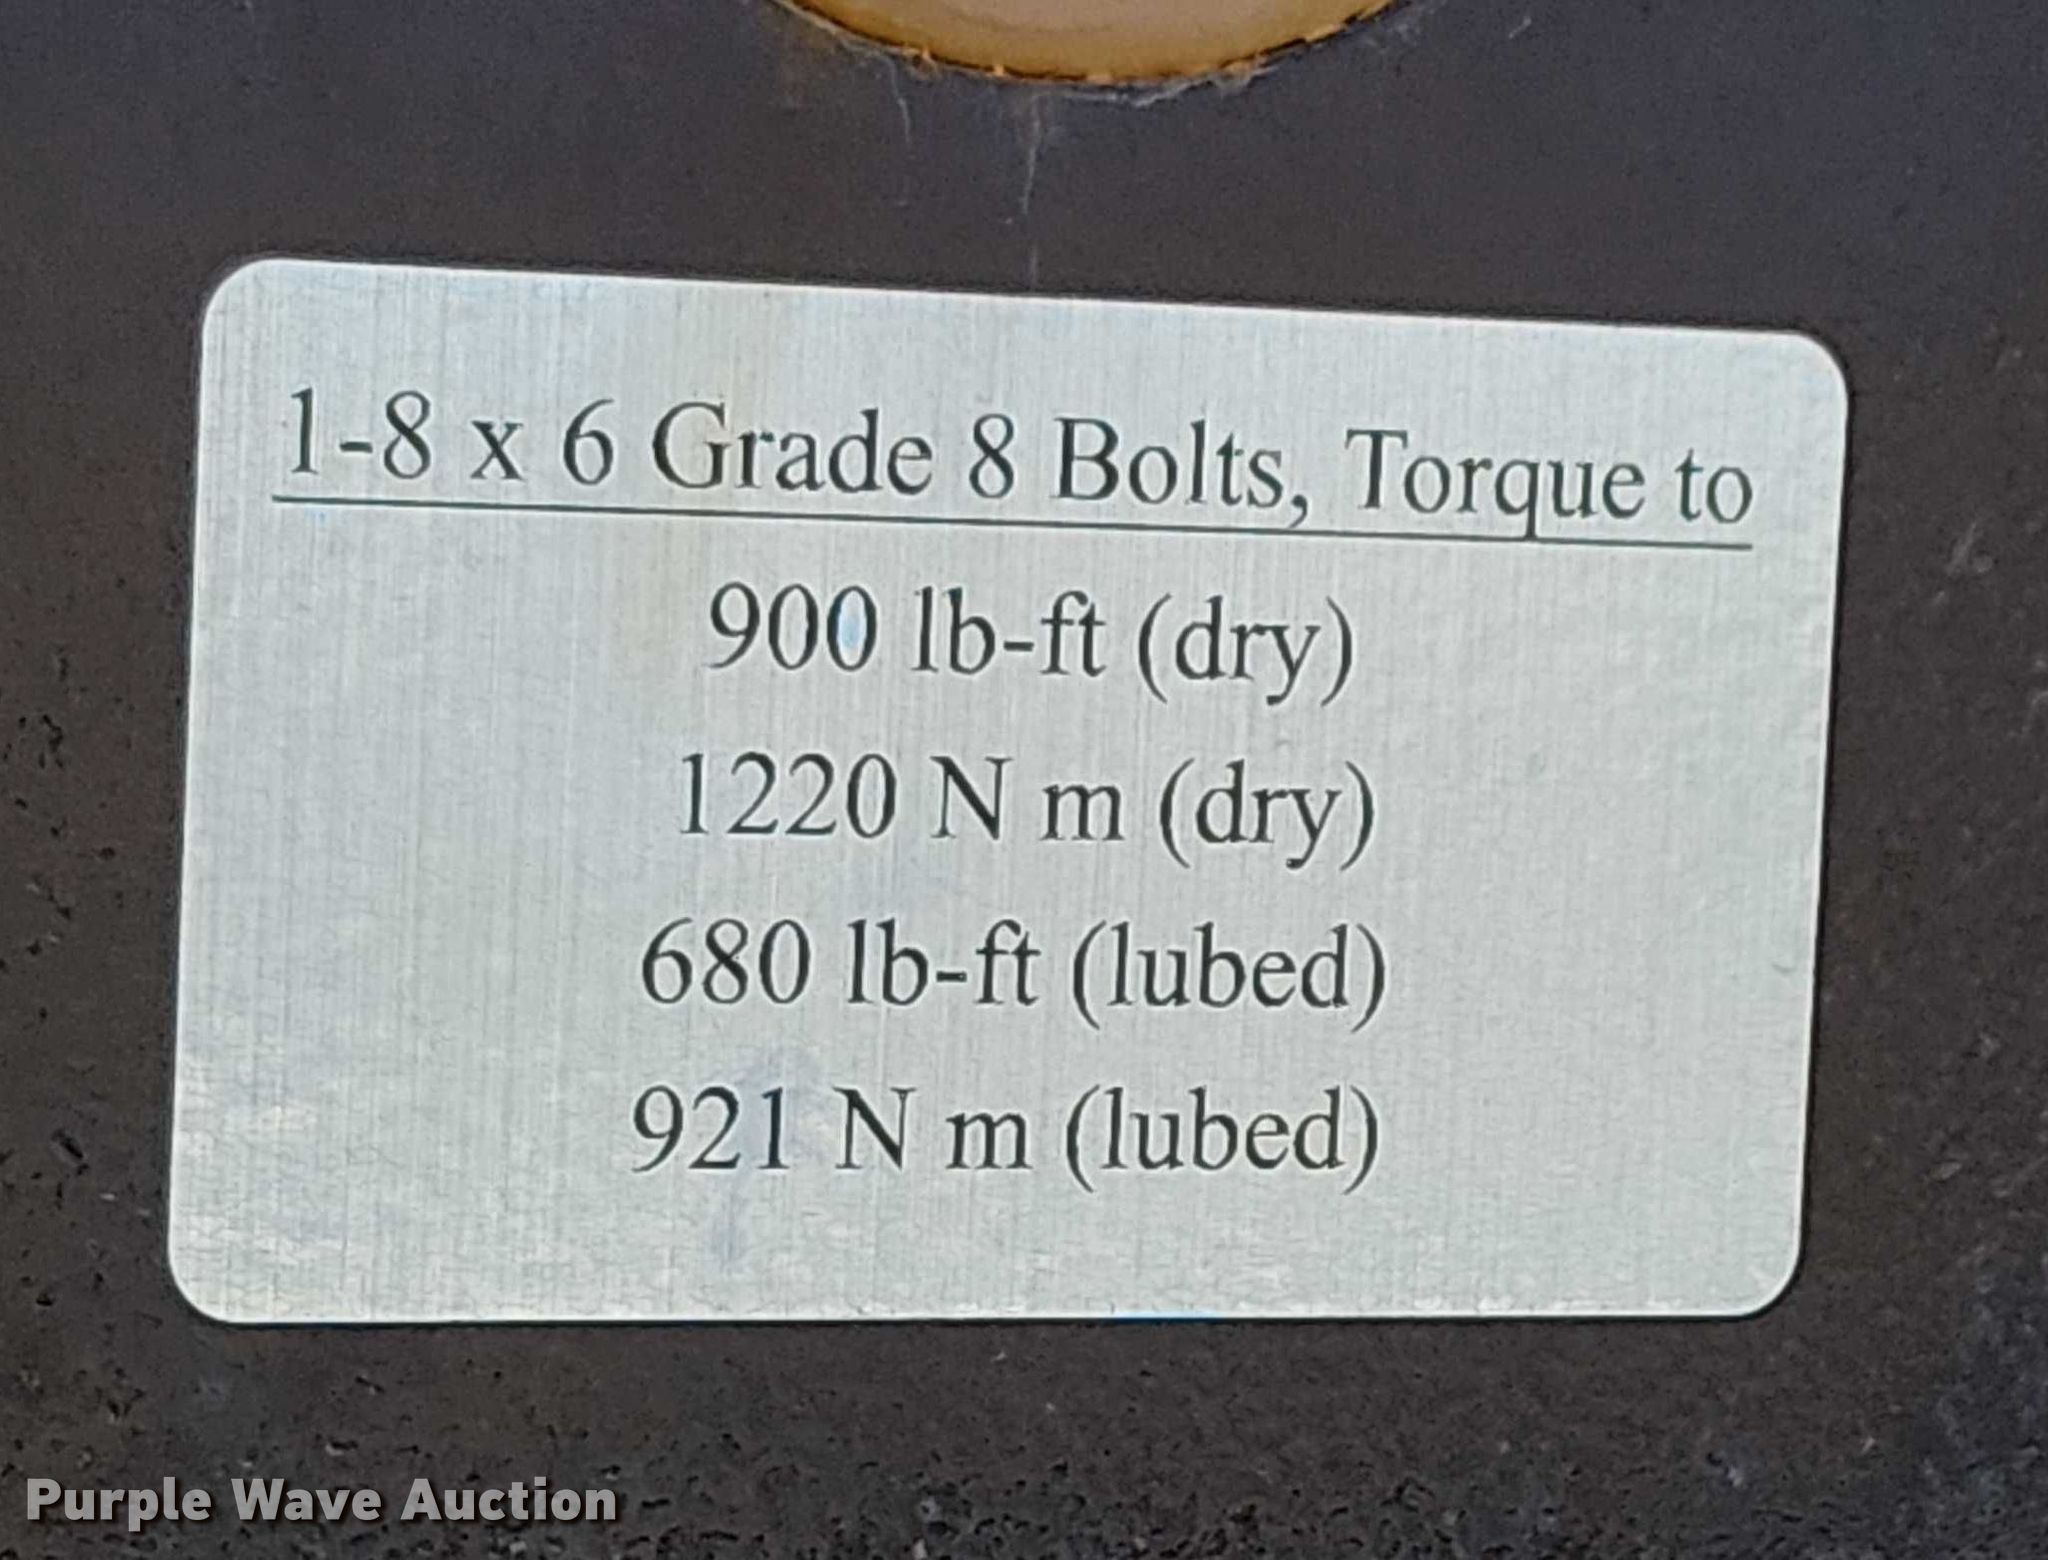 1-8 x 6 Grade 8 Bolts, Torque to
900 lb-ft (dry)
1220 N m (dry)
680 lb-ft (lubed)
921 N m (lubed)
Purple Wave Auction